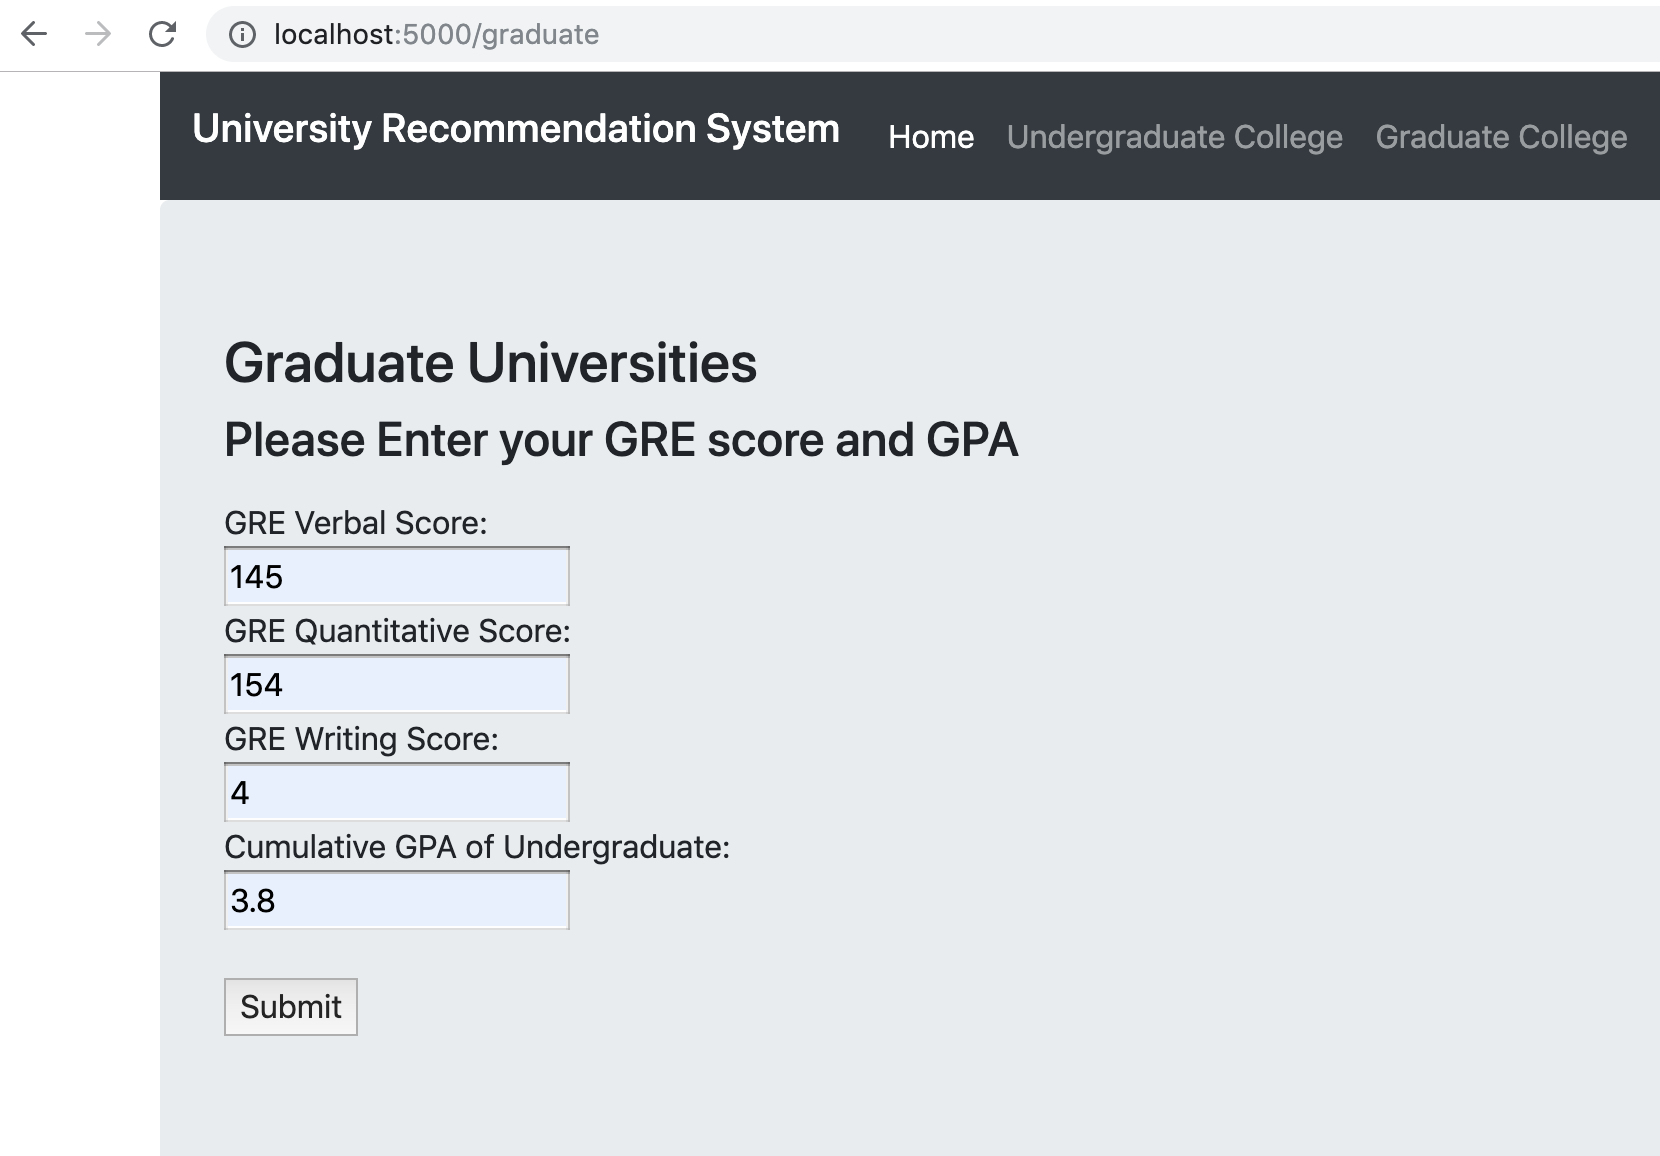 localhost:5000/graduate
University Recommendation System Home Undergraduate College Graduate College
Graduate Universities
Please Enter your GRE score and GPA
GRE Verbal Score:
145
GRE Quantitative Score:
154
GRE Writing Score:
4
Cumulative GPA of Undergraduate:
3.8
Submit